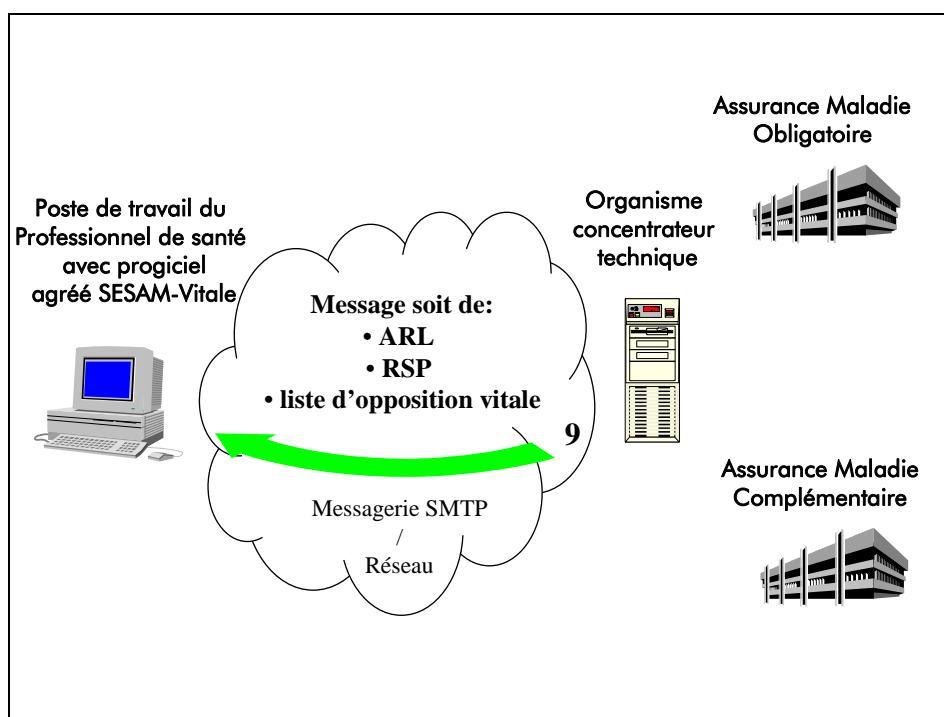 Assurance Maladie
Obligatoire
Poste de travail du
Professionnel de santé
avec progiciel
agréé SESAM-Vitale
Organisme
concentrateur
technique
Message soit de:
• ARL
• RSP
• liste d'opposition vitale
9
Messagerie SMTP
/
Réseau
Assurance Maladie
Complémentaire